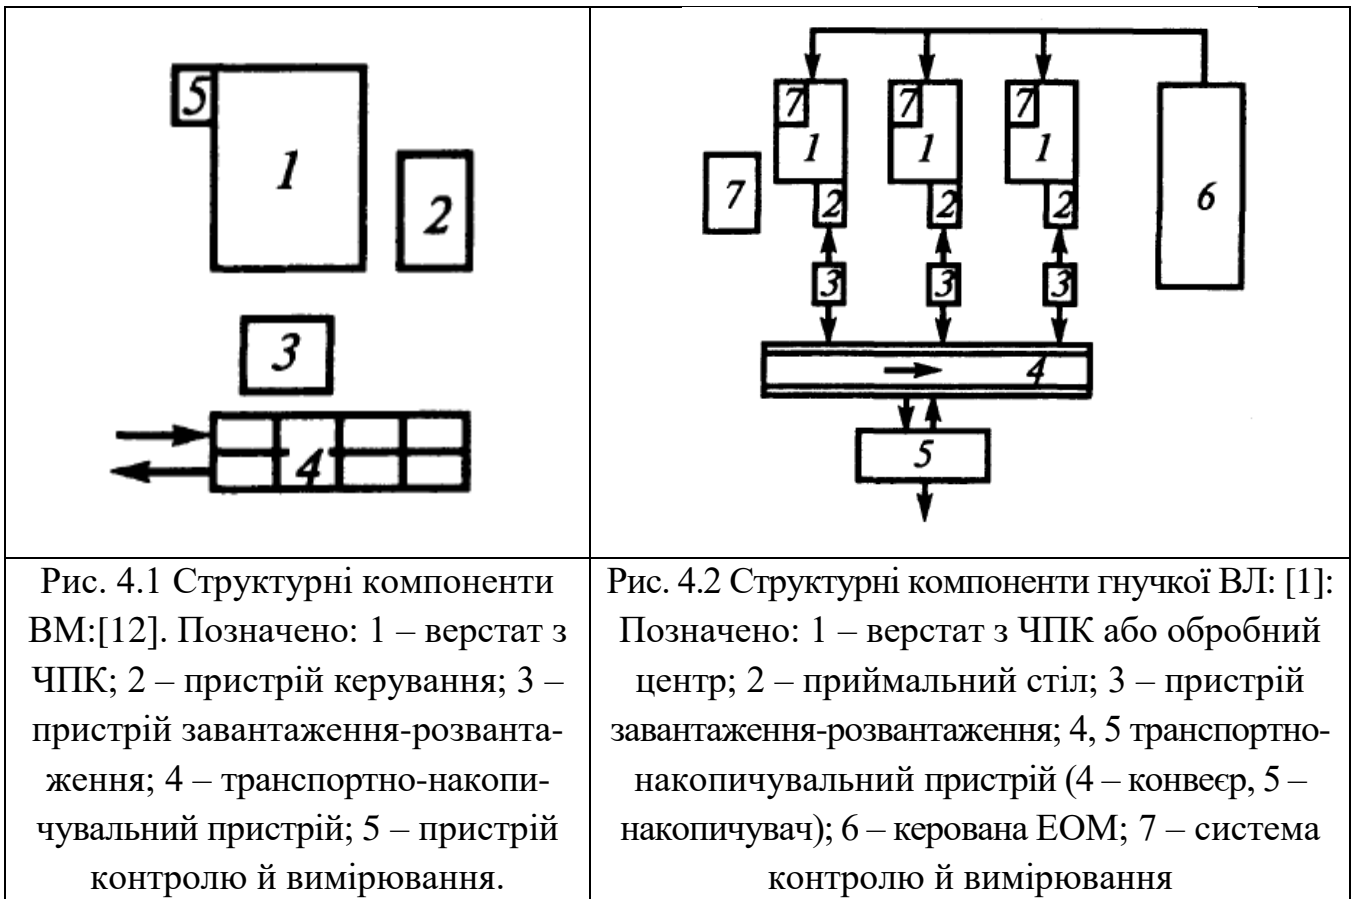 5
1
2
3
4
7 7 7
1 1 1
7
2 2 2
6
3 3 3
4
5
Рис. 4.1 Структурні компоненти
ВМ:[12]. Позначено: 1 – верстат з
ЧПК; 2 – пристрій керування; 3 –
пристрій завантаження-розванта-
ження; 4 – транспортно-накопи-
чувальний пристрій; 5 – пристрій
контролю й вимірювання.
Рис. 4.2 Структурні компоненти гнучкої ВЛ: [1]:
Позначено: 1 – верстат з ЧПК або обробний
центр; 2 – приймальний стіл; 3 – пристрій
завантаження-розвантаження; 4, 5 транспортно-
накопичувальний пристрій (4 – конвеєр, 5 –
накопичувач); 6 – керована ЕОМ; 7 – система
контролю й вимірювання